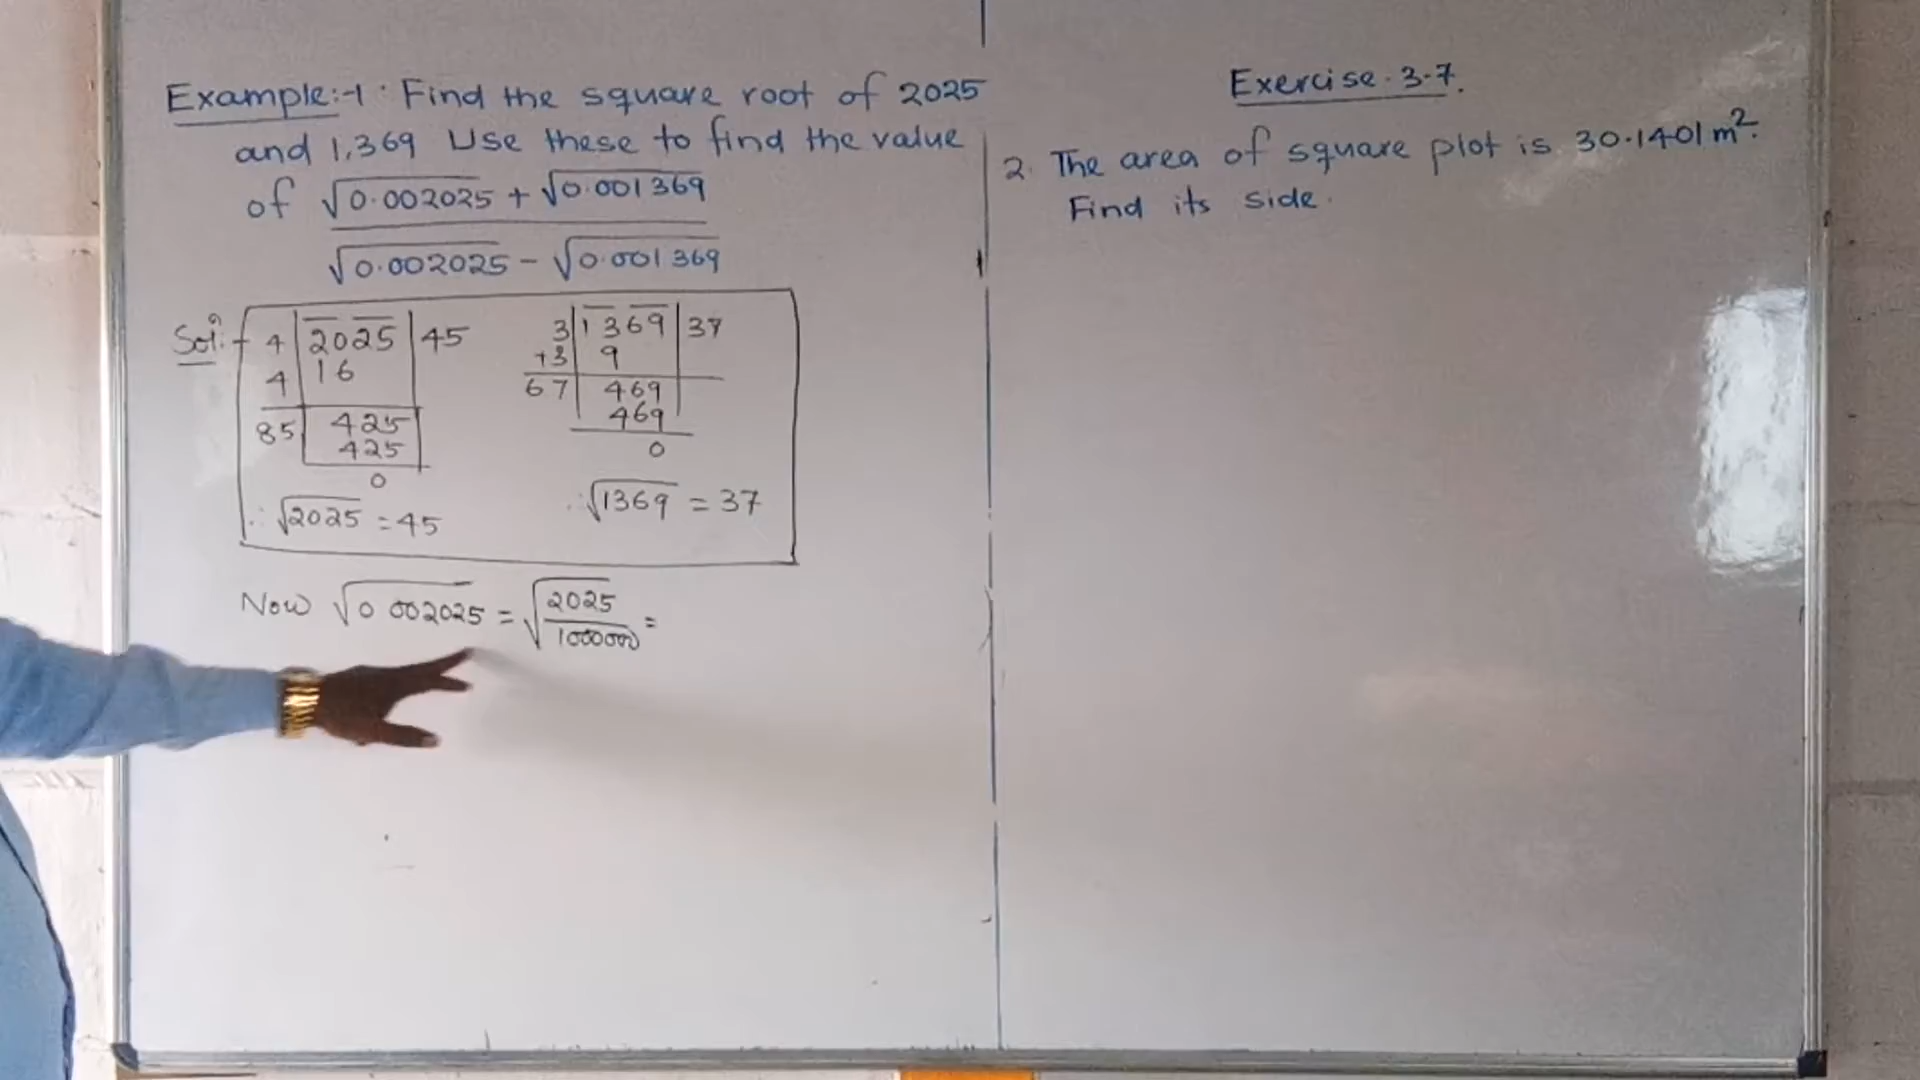 Example:-1: Find the square root of 2025
and 1,369 Use these to find the value
of √0.002025 + √0.001369
√0.002025 - √0.001369
Sol:-
4 2025 45
4 16
85 425
425
0
∴ √2025 = 45
3 1369 37
+3 9
67 469
469
0
∴ √1369 = 37
Now √0 002025 = √2025/1000000 =
Exercise.3.7.
2. The area of square plot is 30.1401 m².
Find its side.